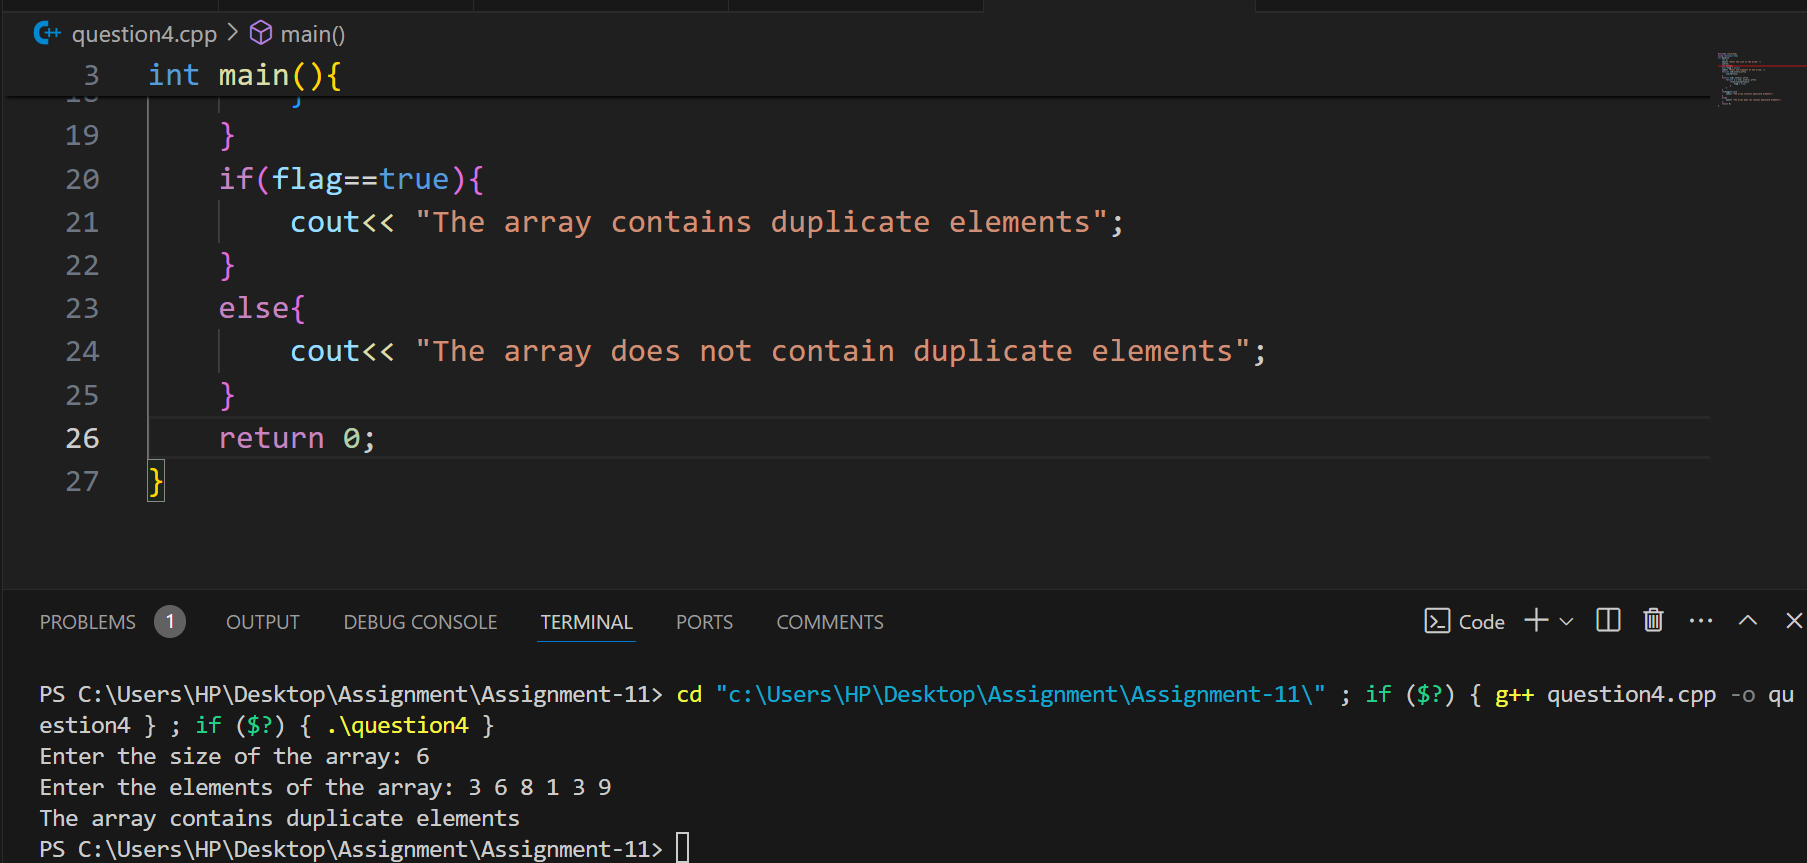 question4.cpp > main()
3 int main(){
18 }
19 }
20 if(flag==true){
21 cout<< "The array contains duplicate elements";
22 }
23 else{
24 cout<< "The array does not contain duplicate elements";
25 }
26 return 0;
27 }
PROBLEMS 1 OUTPUT DEBUG CONSOLE TERMINAL PORTS COMMENTS Code
PS C:\Users\HP\Desktop\Assignment\Assignment-11> cd "c:\Users\HP\Desktop\Assignment\Assignment-11\" ; if ($?) { g++ question4.cpp -o qu
estion4 } ; if ($?) { .\question4 }
Enter the size of the array: 6
Enter the elements of the array: 3 6 8 1 3 9
The array contains duplicate elements
PS C:\Users\HP\Desktop\Assignment\Assignment-11>